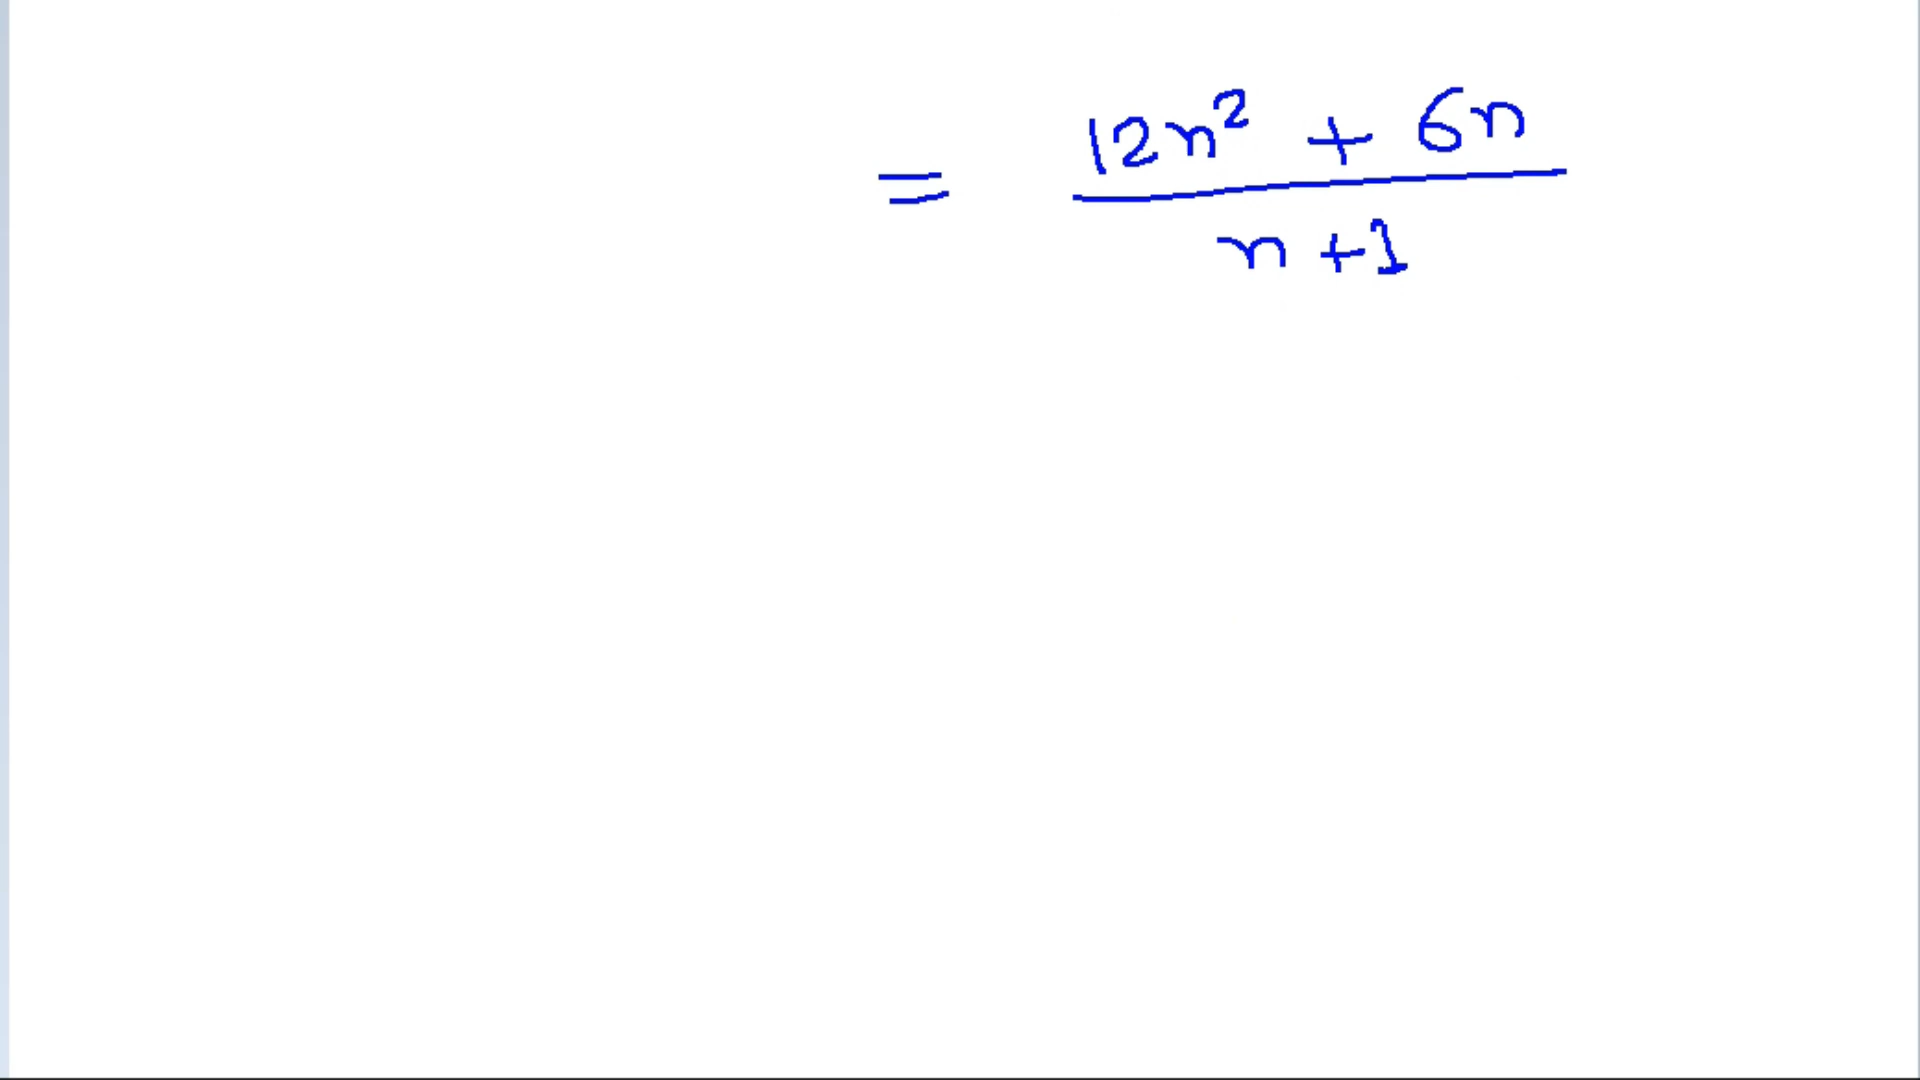 = 12n² + 6n
n + 1